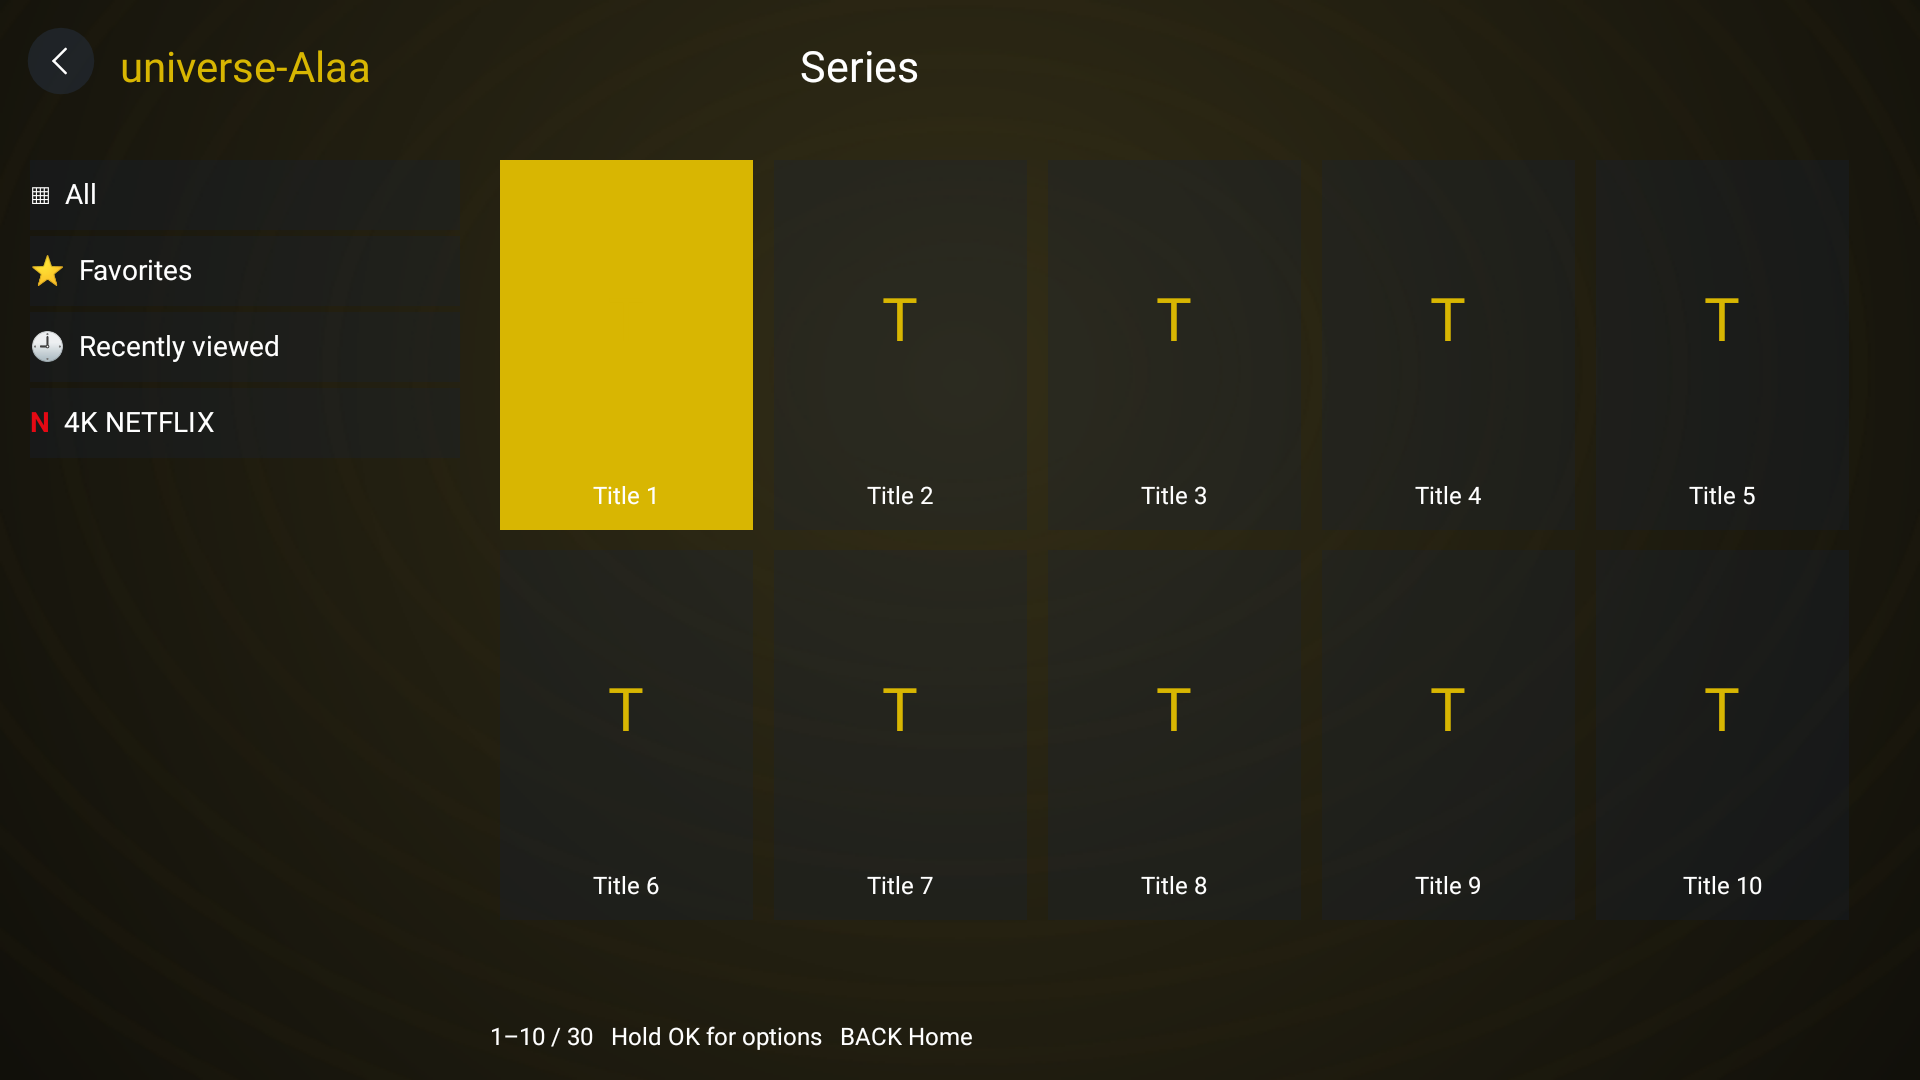 universe-Alaa
Series
All
Favorites
Recently viewed
N 4K NETFLIX
Title 1
T
Title 2
T
Title 3
T
Title 4
T
Title 5
T
Title 6
T
Title 7
T
Title 8
T
Title 9
T
Title 10
1–10 / 30 Hold OK for options BACK Home